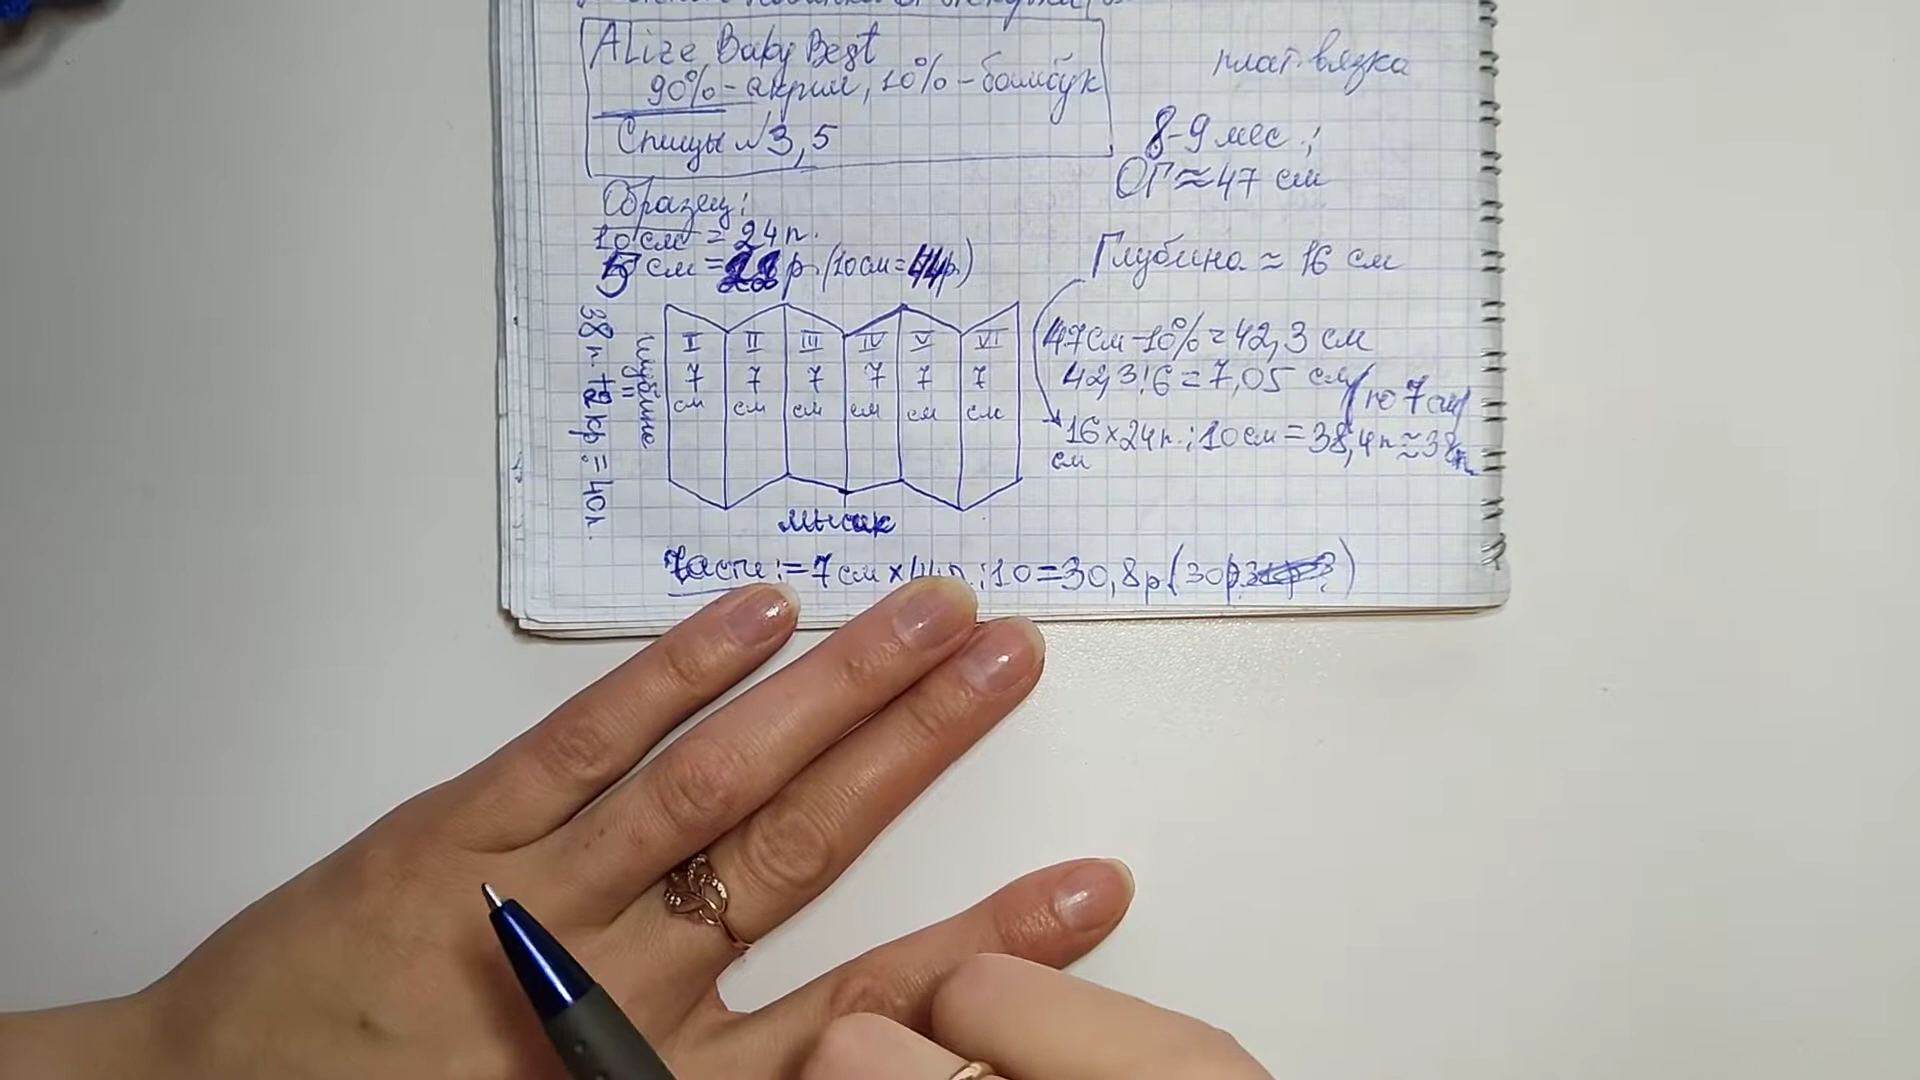 ALize Baby Best
90% - акрил, 10% - бамбук
Спицы №3,5
плат. вязка
8-9 мес.;
ОГ ≈ 47 см
Образец:
10 см = 24 п.
5 см = 22 р. (10 см = 44 р.)
Глубина ≈ 16 см
47 см - 10% = 42,3 см
42,3 : 6 = 7,05 см (по 7 см)
16 см × 24 п. : 10 см = 38,4 п ≈ 38 п
38 п. + 2 кр. = 40 п.
глубина
I II III IV V VI
7 7 7 7 7 7
см см см см см см
мысик
Части: = 7 см × 44 : 10 = 30,8 р (30 р.)